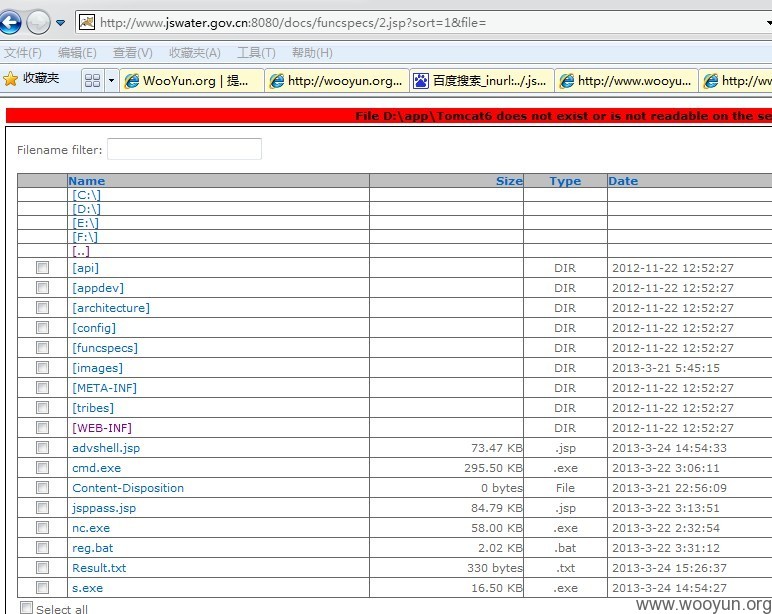 http://www.jswater.gov.cn:8080/docs/funcspecs/2.jsp?sort=1&file=
文件(F) 编辑(E) 查看(V) 收藏夹(A) 工具(T) 帮助(H)
收藏夹 WooYun.org | 提... http://wooyun.org... 百度搜索_inurl:../js... http://www.wooyu... http://ww
File D:\app\Tomcat6 does not exist or is not readable on the se
Filename filter:
Name Size Type Date
[C:\]
[D:\]
[E:\]
[F:\]
[..]
[api] DIR 2012-11-22 12:52:27
[appdev] DIR 2012-11-22 12:52:27
[architecture] DIR 2012-11-22 12:52:27
[config] DIR 2012-11-22 12:52:27
[funcspecs] DIR 2012-11-22 12:52:27
[images] DIR 2013-3-21 5:45:15
[META-INF] DIR 2012-11-22 12:52:27
[tribes] DIR 2012-11-22 12:52:27
[WEB-INF] DIR 2012-11-22 12:52:27
advshell.jsp 73.47 KB .jsp 2013-3-24 14:54:33
cmd.exe 295.50 KB .exe 2013-3-22 3:06:11
Content-Disposition 0 bytes File 2013-3-21 22:56:09
jsppass.jsp 84.79 KB .jsp 2013-3-22 3:13:51
nc.exe 58.00 KB .exe 2013-3-22 2:32:54
reg.bat 2.02 KB .bat 2013-3-22 3:31:12
Result.txt 330 bytes .txt 2013-3-24 15:26:37
s.exe 16.50 KB .exe 2013-3-24 14:54:27
Select all
www.wooyun.org